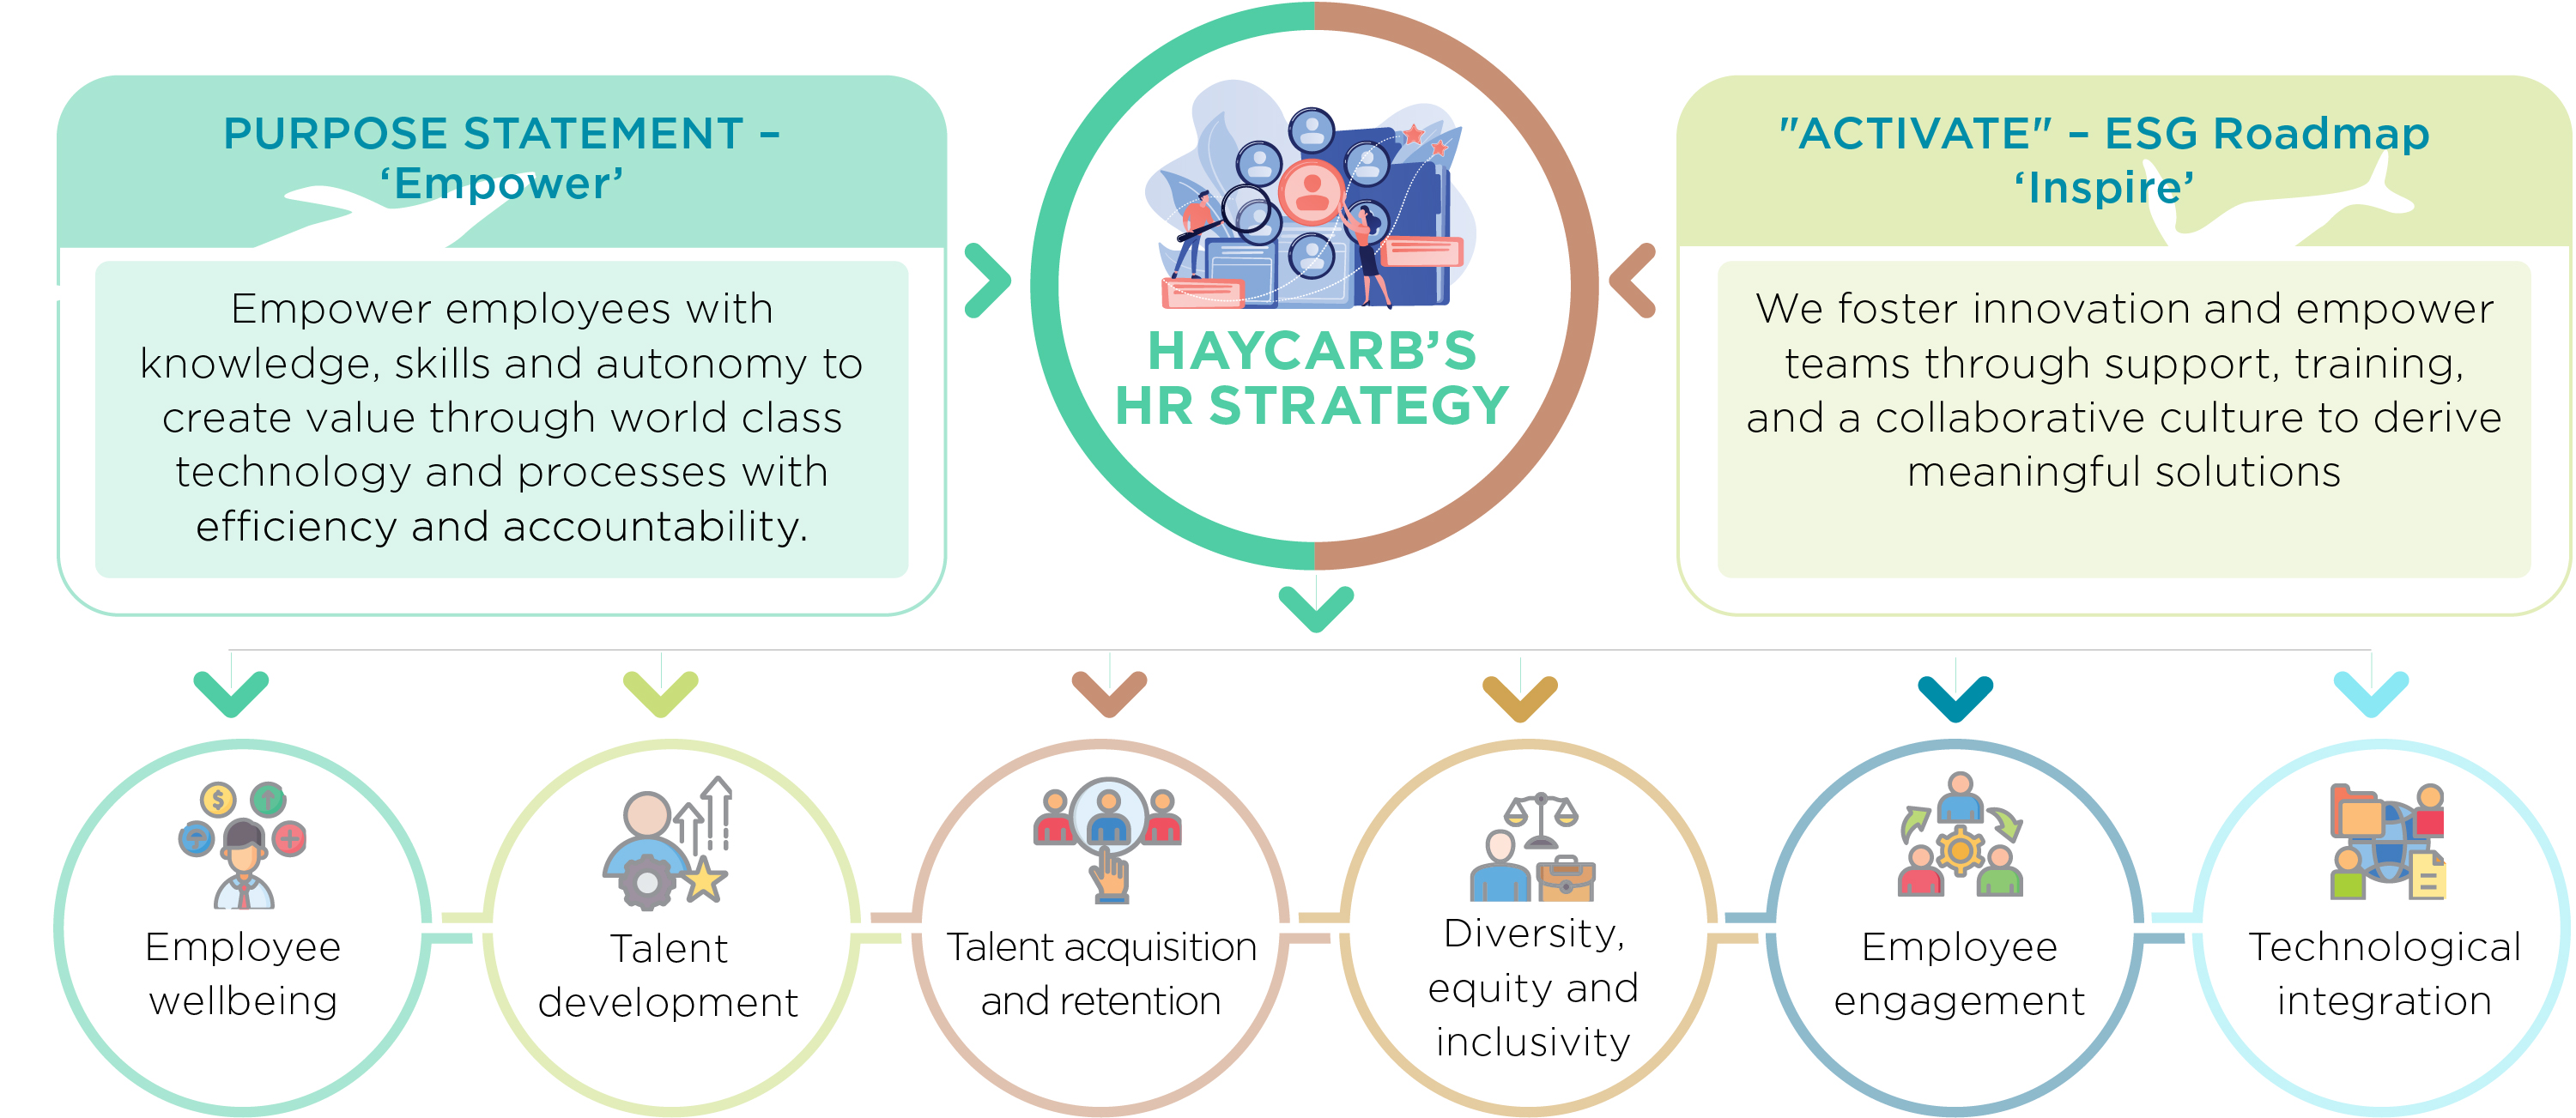 PURPOSE STATEMENT –
‘Empower’
Empower employees with
knowledge, skills and autonomy to
create value through world class
technology and processes with
efficiency and accountability.
HAYCARB’S
HR STRATEGY
"ACTIVATE" – ESG Roadmap
‘Inspire’
We foster innovation and empower
teams through support, training,
and a collaborative culture to derive
meaningful solutions
Employee
wellbeing
Talent
development
Talent acquisition
and retention
Diversity,
equity and
inclusivity
Employee
engagement
Technological
integration